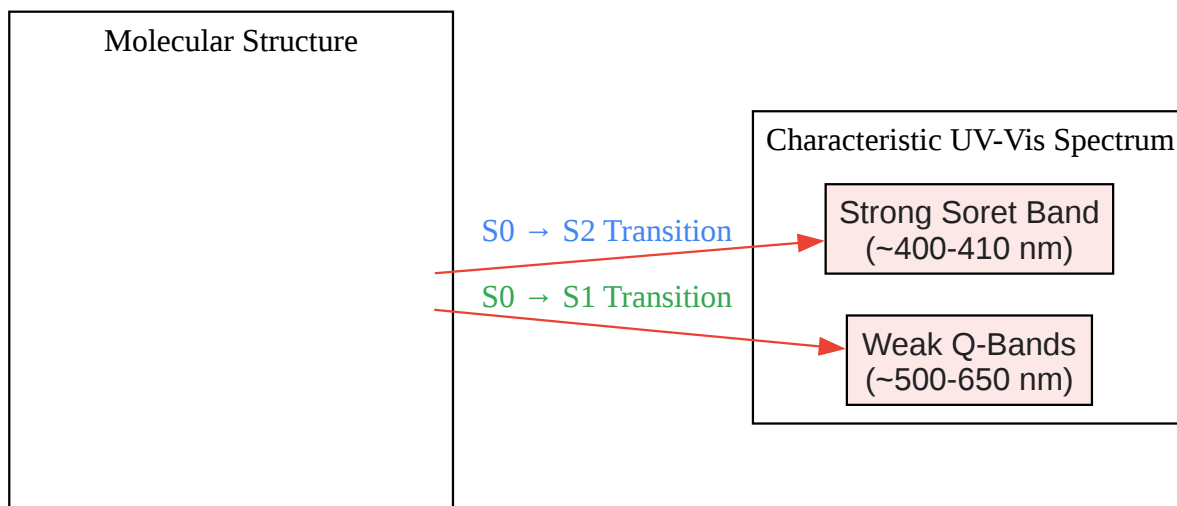 Molecular Structure
Characteristic UV-Vis Spectrum
Strong Soret Band
(~400-410 nm)
S0 → S2 Transition
S0 → S1 Transition
Weak Q-Bands
(~500-650 nm)